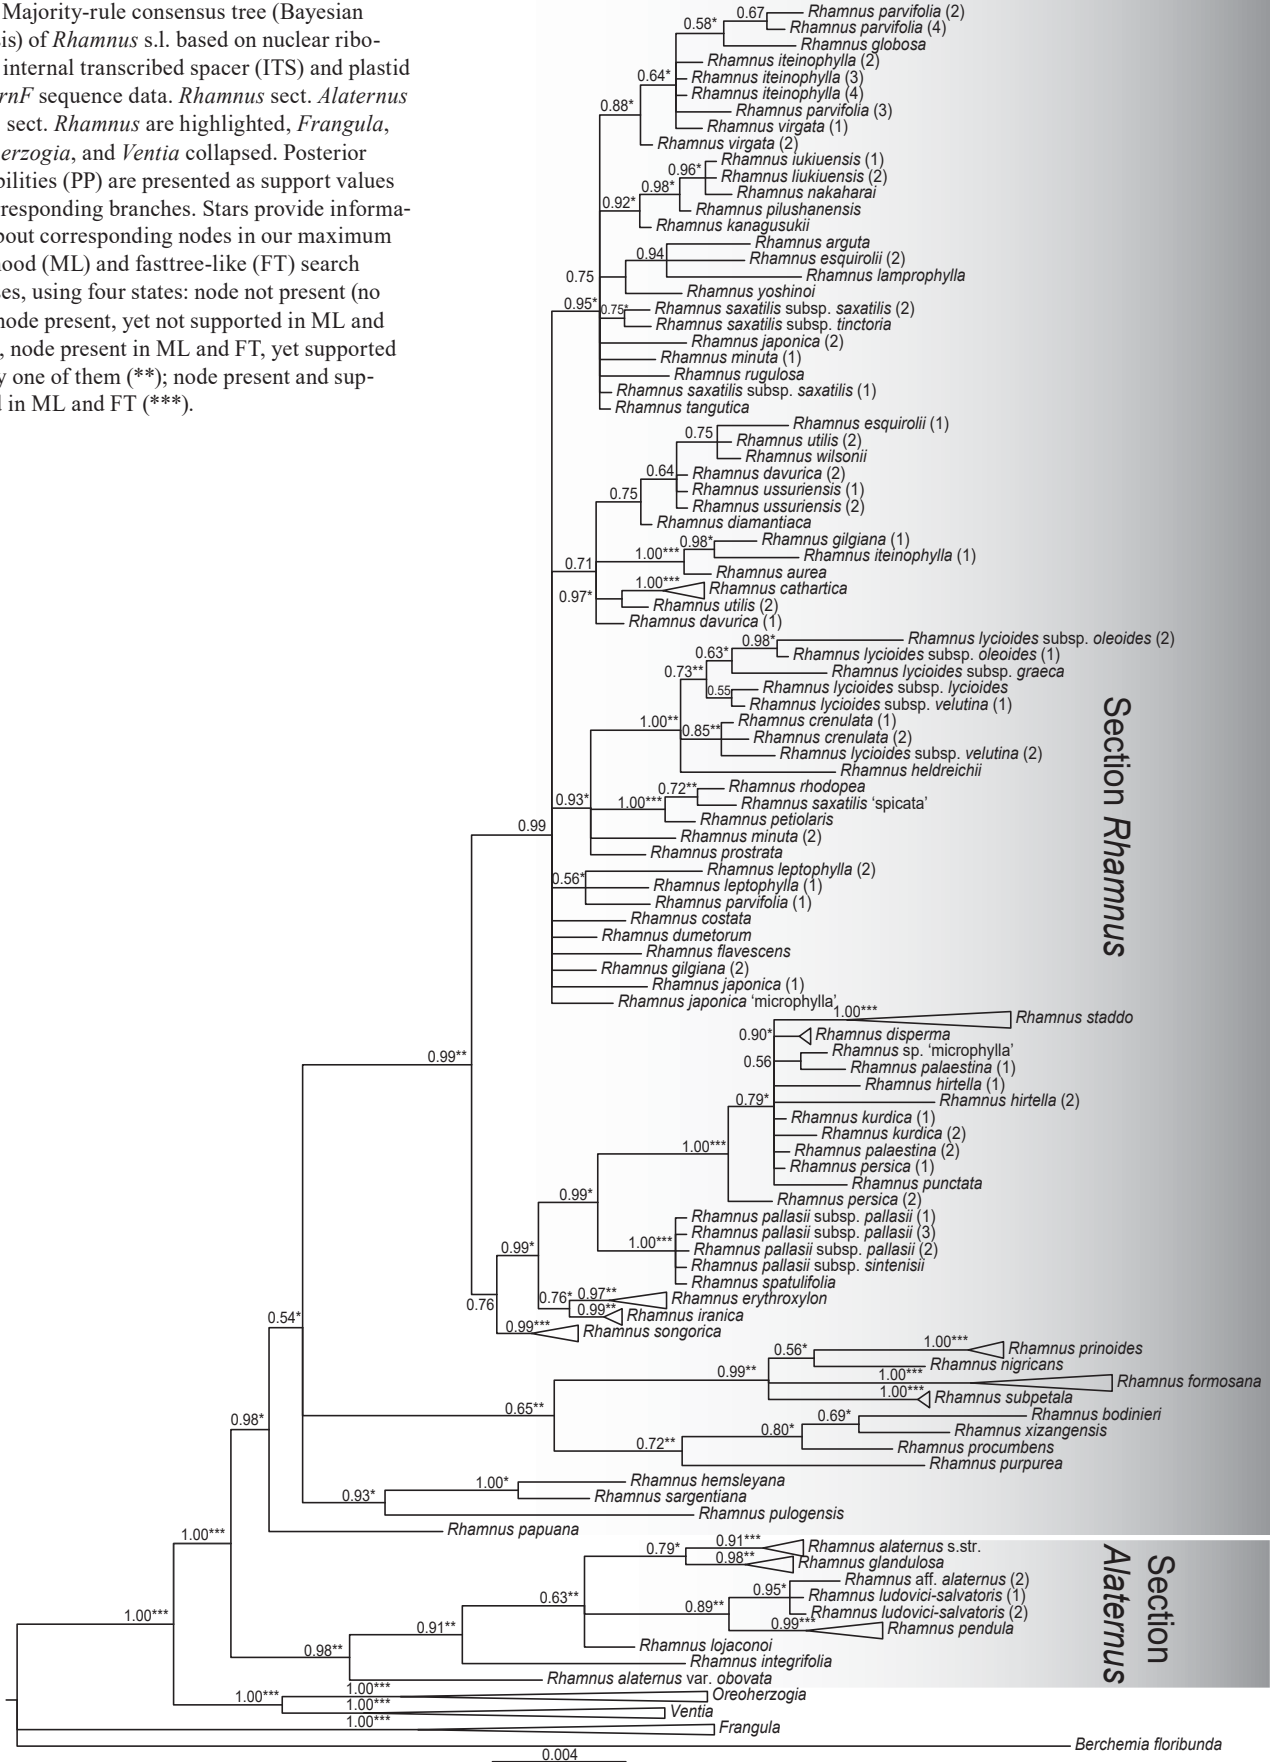 Majority-rule consensus tree (Bayesian
sis) of Rhamnus s.l. based on nuclear ribo-
internal transcribed spacer (ITS) and plastid
rnF sequence data. Rhamnus sect. Alaternus
sect. Rhamnus are highlighted, Frangula,
erzogia, and Ventia collapsed. Posterior
bilities (PP) are presented as support values
rresponding branches. Stars provide informa-
bout corresponding nodes in our maximum
hood (ML) and fasttree-like (FT) search
es, using four states: node not present (no
node present, yet not supported in ML and
, node present in ML and FT, yet supported
y one of them (**); node present and sup-
d in ML and FT (***).
0.67 Rhamnus parvifolia (2)
0.58* Rhamnus parvifolia (4)
Rhamnus globosa
Rhamnus iteinophylla (2)
0.64* Rhamnus iteinophylla (3)
Rhamnus iteinophylla (4)
0.88* Rhamnus parvifolia (3)
Rhamnus virgata (1)
Rhamnus virgata (2)
Rhamnus iukiuensis (1)
0.96* Rhamnus liukiuensis (2)
0.98* Rhamnus nakaharai
0.92* Rhamnus pilushanensis
Rhamnus kanagusukii
Rhamnus arguta
0.94 Rhamnus esquirolii (2)
0.75 Rhamnus lamprophylla
Rhamnus yoshinoi
0.95* 0.75* Rhamnus saxatilis subsp. saxatilis (2)
Rhamnus saxatilis subsp. tinctoria
Rhamnus japonica (2)
Rhamnus minuta (1)
Rhamnus rugulosa
Rhamnus saxatilis subsp. saxatilis (1)
Rhamnus tangutica
Rhamnus esquirolii (1)
0.75 Rhamnus utilis (2)
Rhamnus wilsonii
0.64 Rhamnus davurica (2)
Rhamnus ussuriensis (1)
0.75 Rhamnus ussuriensis (2)
Rhamnus diamantiaca
0.98* Rhamnus gilgiana (1)
1.00*** Rhamnus iteinophylla (1)
0.71 Rhamnus aurea
1.00*** Rhamnus cathartica
0.97* Rhamnus utilis (2)
Rhamnus davurica (1)
0.98* Rhamnus lycioides subsp. oleoides (2)
0.63* Rhamnus lycioides subsp. oleoides (1)
0.73** Rhamnus lycioides subsp. graeca
0.55 Rhamnus lycioides subsp. lycioides
Rhamnus lycioides subsp. velutina (1)
1.00** 0.85** Rhamnus crenulata (1)
Rhamnus crenulata (2)
Rhamnus lycioides subsp. velutina (2)
Rhamnus heldreichii
0.72** Rhamnus rhodopea
0.93* 1.00*** Rhamnus saxatilis ‘spicata’
Rhamnus petiolaris
0.99 Rhamnus minuta (2)
Rhamnus prostrata
Rhamnus leptophylla (2)
0.56* Rhamnus leptophylla (1)
Rhamnus parvifolia (1)
Rhamnus costata
Rhamnus dumetorum
Rhamnus flavescens
Rhamnus gilgiana (2)
Rhamnus japonica (1)
Rhamnus japonica ‘microphylla’
Section Rhamnus
1.00*** Rhamnus staddo
0.90* Rhamnus disperma
Rhamnus sp. ‘microphylla’
0.56 Rhamnus palaestina (1)
0.99** Rhamnus hirtella (1)
0.79* Rhamnus hirtella (2)
Rhamnus kurdica (1)
Rhamnus kurdica (2)
1.00*** Rhamnus palaestina (2)
Rhamnus persica (1)
Rhamnus punctata
0.99* Rhamnus persica (2)
Rhamnus pallasii subsp. pallasii (1)
Rhamnus pallasii subsp. pallasii (3)
0.99* 1.00*** Rhamnus pallasii subsp. pallasii (2)
Rhamnus pallasii subsp. sintenisii
Rhamnus spatulifolia
0.76 0.76* 0.97** Rhamnus erythroxylon
0.99** Rhamnus iranica
0.54* 0.99*** Rhamnus songorica
0.56* 1.00*** Rhamnus prinoides
0.99** Rhamnus nigricans
1.00*** Rhamnus formosana
1.00*** Rhamnus subpetala
0.65** 0.69* Rhamnus bodinieri
0.98* 0.80* Rhamnus xizangensis
0.72** Rhamnus procumbens
Rhamnus purpurea
1.00* Rhamnus hemsleyana
0.93* Rhamnus sargentiana
Rhamnus pulogensis
1.00*** Rhamnus papuana
0.79* 0.91*** Rhamnus alaternus s.str.
0.98** Rhamnus glandulosa
Rhamnus aff. alaternus (2)
0.63** 0.95* Rhamnus ludovici-salvatoris (1)
1.00*** 0.89** Rhamnus ludovici-salvatoris (2)
0.91** 0.99*** Rhamnus pendula
0.98** Rhamnus lojaconoi
Rhamnus integrifolia
Rhamnus alaternus var. obovata
Section
Alaternus
1.00*** 1.00*** Oreoherzogia
1.00*** Ventia
1.00*** Frangula
Berchemia floribunda
0.004